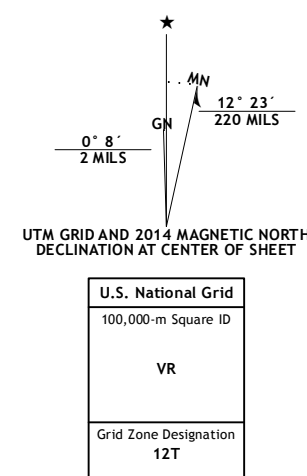 MN
GN
12° 23´
220 MILS
0° 8´
2 MILS
UTM GRID AND 2014 MAGNETIC NORTH
DECLINATION AT CENTER OF SHEET
U.S. National Grid
100,000-m Square ID
VR
Grid Zone Designation
12T